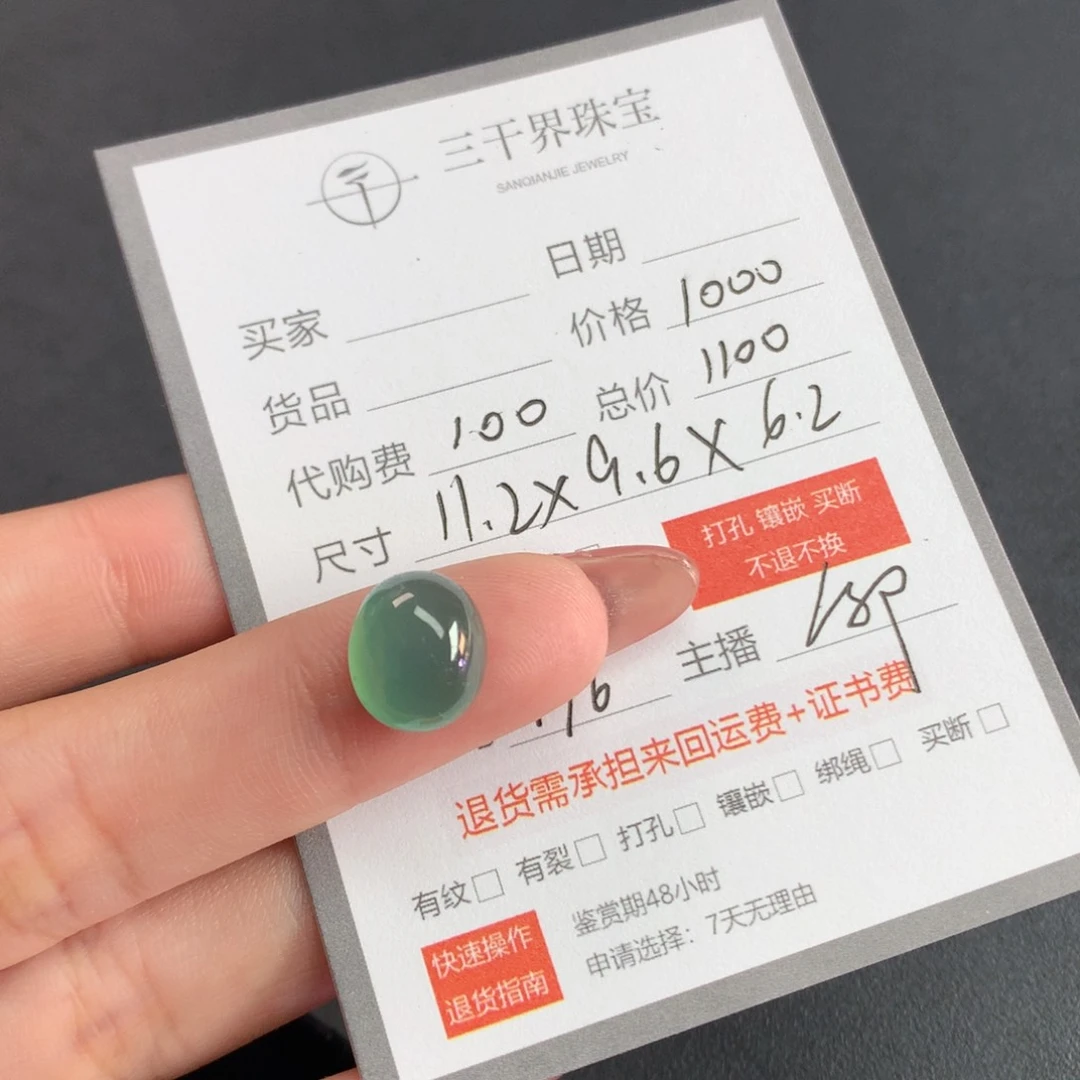 三千界珠宝
SANQIANJIE JEWELRY
日期
买家
价格 1000
货品
总价 1100
代购费 100
尺寸 11.2X9.6X6.2
打孔 镶嵌 买断
不退不换
主播
退货需承担来回运费+证书费
有纹□ 有裂□ 打孔□ 镶嵌□ 绑绳□ 买断□
鉴赏期48小时
申请选择：7天无理由
快速操作
退货指南